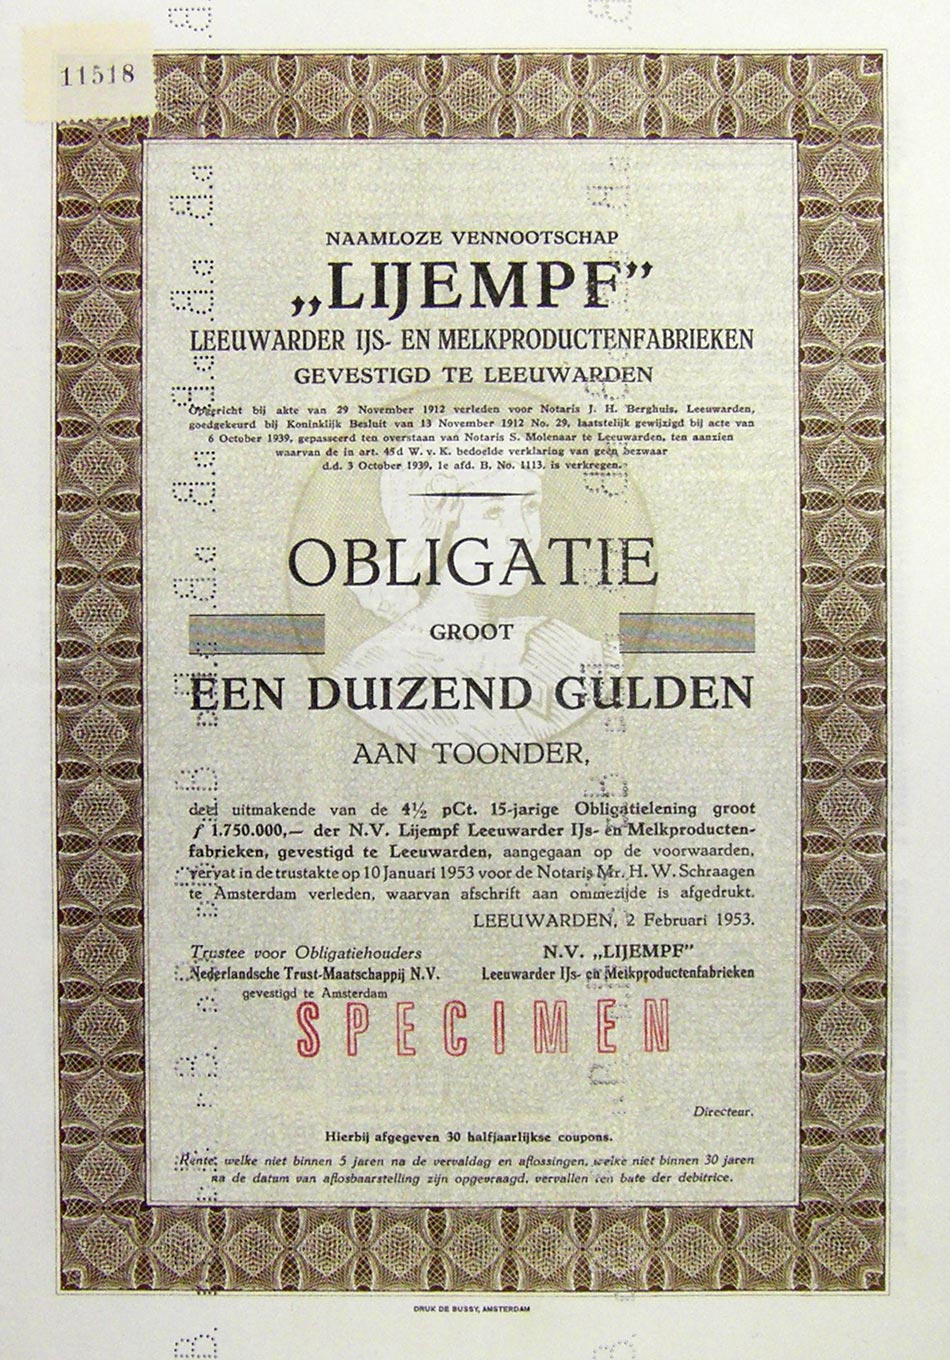 11518
NAAMLOZE VENNOOTSCHAP
„LIJEMPF”
LEEUWARDER IJS- EN MELKPRODUCTENFABRIEKEN
GEVESTIGD TE LEEUWARDEN
Opgericht bij akte van 29 November 1912 verleden voor Notaris J. H. Berghuis, Leeuwarden,
goedgekeurd bij Koninklijk Besluit van 13 November 1912 No. 29, laatstelijk gewijzigd bij acte van
6 October 1939, gepasseerd ten overstaan van Notaris S. Molenaar te Leeuwarden, ten aanzien
waarvan de in art. 45d W. v. K. bedoelde verklaring van geen bezwaar
d.d. 3 October 1939, 1e afd. B, No. 1113, is verkregen.
OBLIGATIE
GROOT
EEN DUIZEND GULDEN
AAN TOONDER,
deel uitmakende van de 4½ pCt. 15-jarige Obligatielening groot
ƒ 1.750.000,— der N.V. Lijempf Leeuwarder IJs- en Melkproducten-
fabrieken, gevestigd te Leeuwarden, aangegaan op de voorwaarden,
vervat in de trustakte op 10 Januari 1953 voor de Notaris Mr. H. W. Schraagen
te Amsterdam verleden, waarvan afschrift aan ommezijde is afgedrukt.
LEEUWARDEN, 2 Februari 1953.
Trustee voor Obligatiehouders
Nederlandsche Trust-Maatschappij N.V.
gevestigd te Amsterdam
N.V. „LIJEMPF”
Leeuwarder IJs- en Melkproductenfabrieken
SPECIMEN
Directeur.
Hierbij afgegeven 30 halfjaarlijkse coupons.
Rente, welke niet binnen 5 jaren na de vervaldag en aflossingen, welke niet binnen 30 jaren
na de datum van aflosbaarstelling zijn opgevraagd, vervallen ten bate der debitrice.
DRUK DE BUSSY, AMSTERDAM